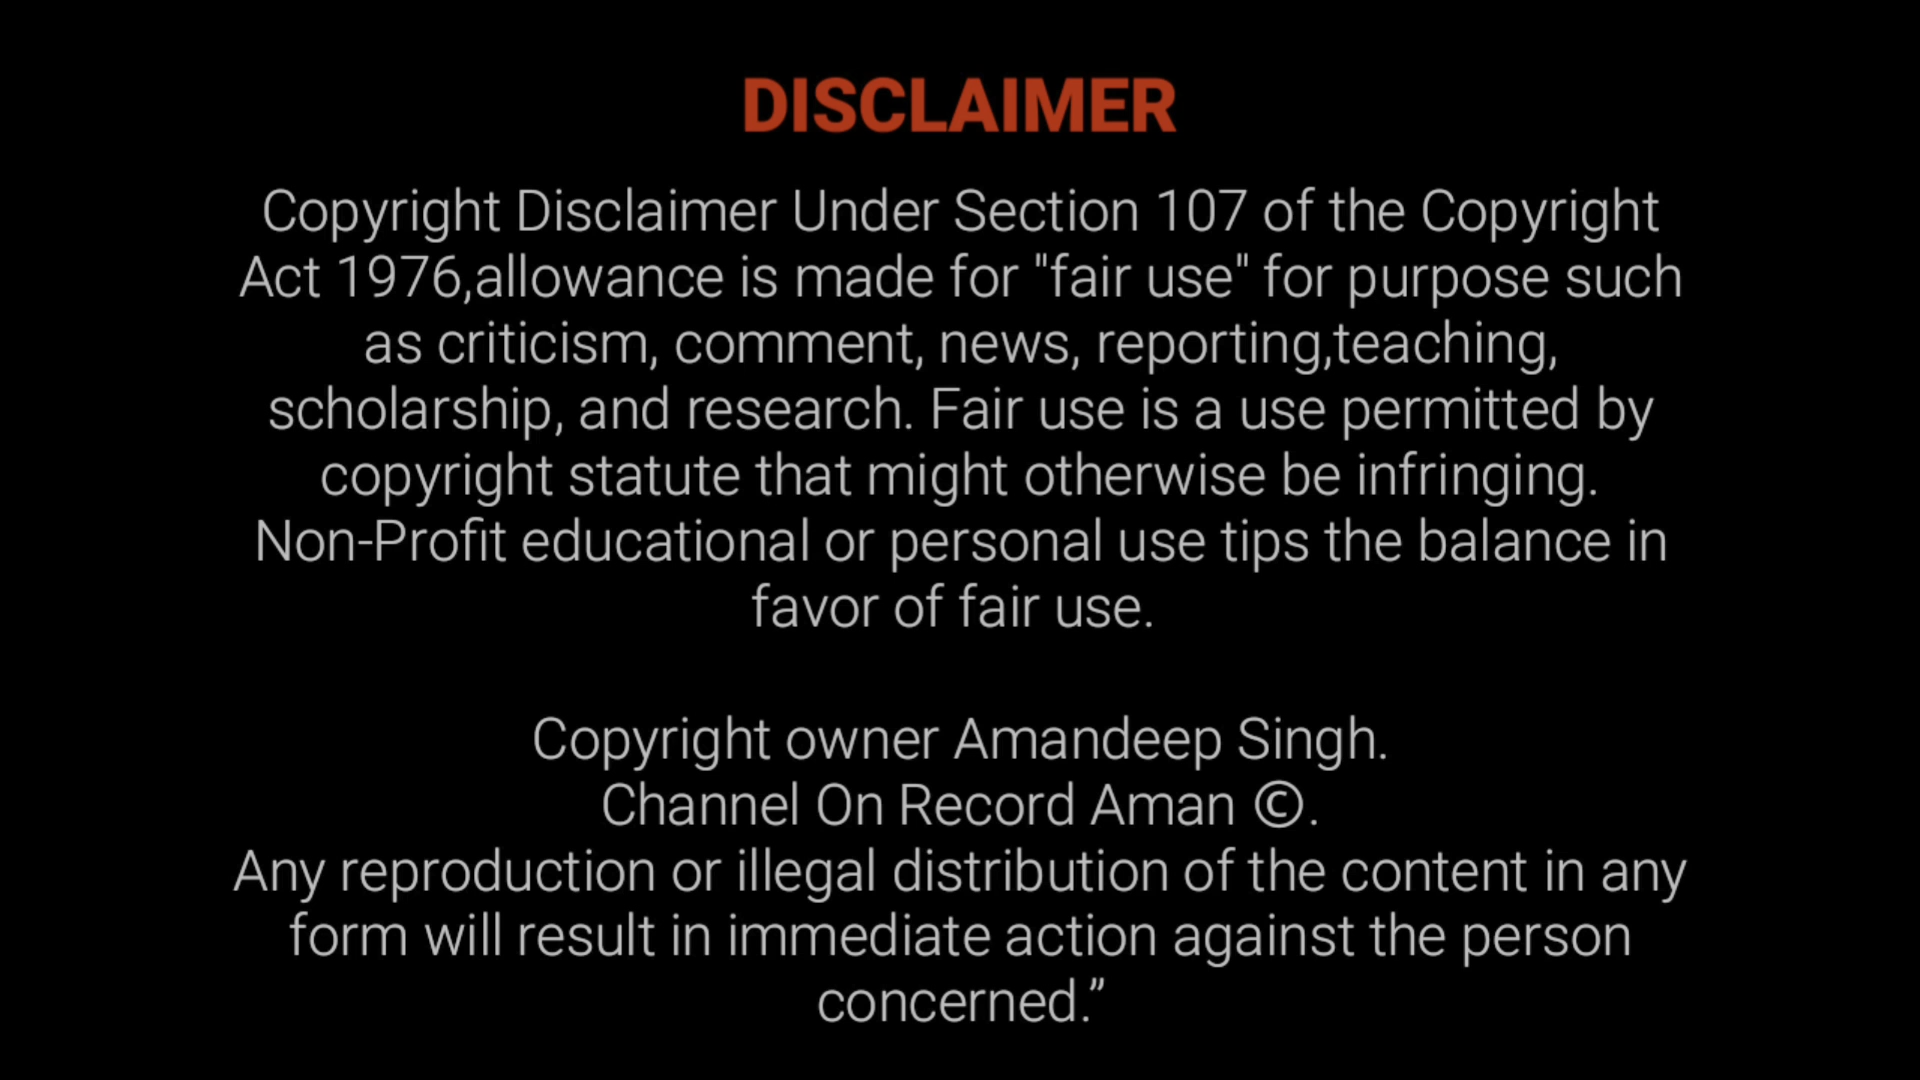 DISCLAIMER
Copyright Disclaimer Under Section 107 of the Copyright
Act 1976,allowance is made for "fair use" for purpose such
as criticism, comment, news, reporting,teaching,
scholarship, and research. Fair use is a use permitted by
copyright statute that might otherwise be infringing.
Non-Profit educational or personal use tips the balance in
favor of fair use.
Copyright owner Amandeep Singh.
Channel On Record Aman ©.
Any reproduction or illegal distribution of the content in any
form will result in immediate action against the person
concerned.”